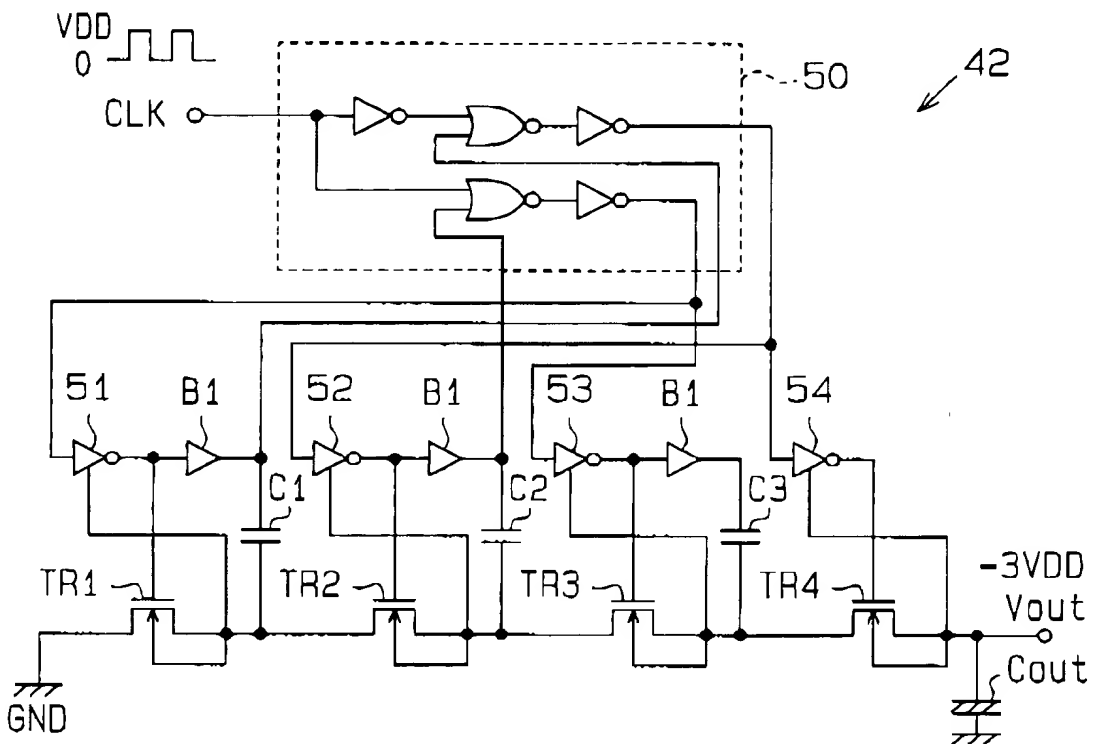 VDD
0
CLK
50
42
51
B1
52
B1
53
B1
54
C1
C2
C3
TR1
TR2
TR3
TR4
-3VDD
Vout
Cout
GND